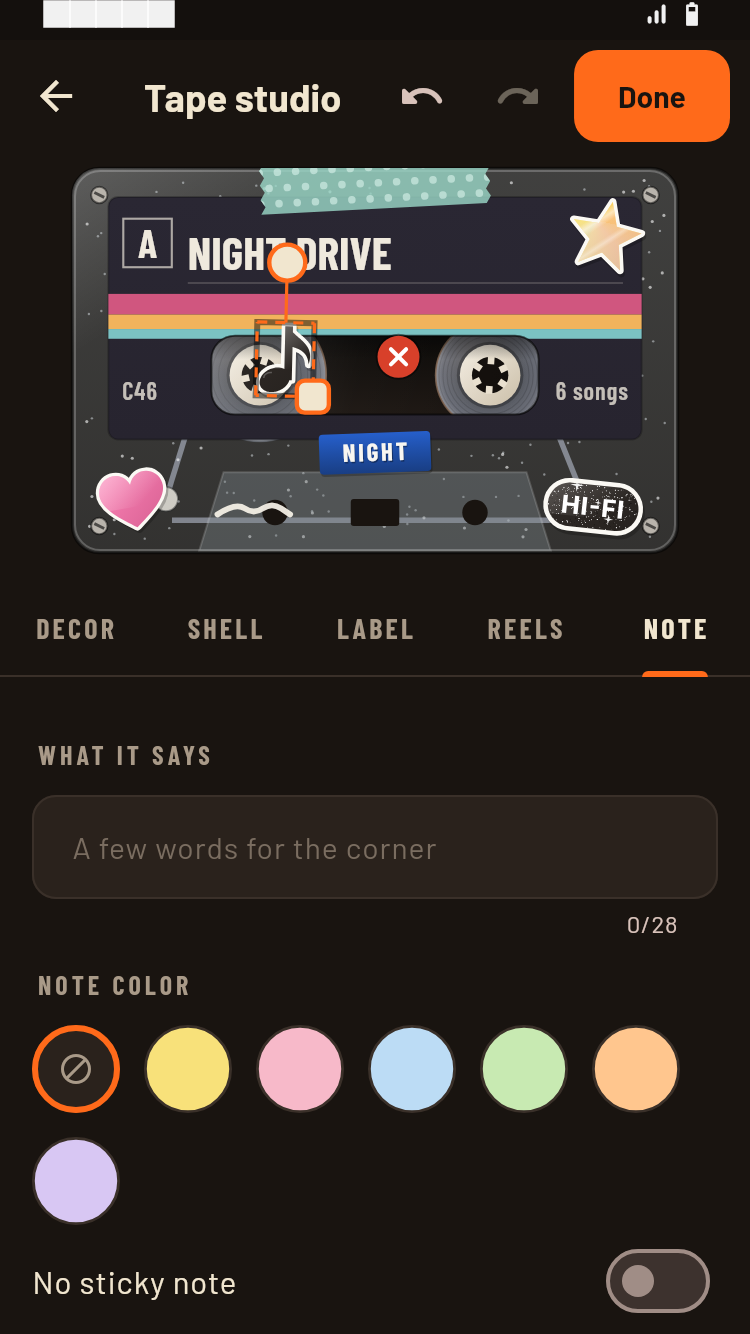 Tape studio
Done
A
NIGHT DRIVE
C46
6 songs
NIGHT
HI-FI
DECOR
SHELL
LABEL
REELS
NOTE
WHAT IT SAYS
A few words for the corner
0/28
NOTE COLOR
No sticky note